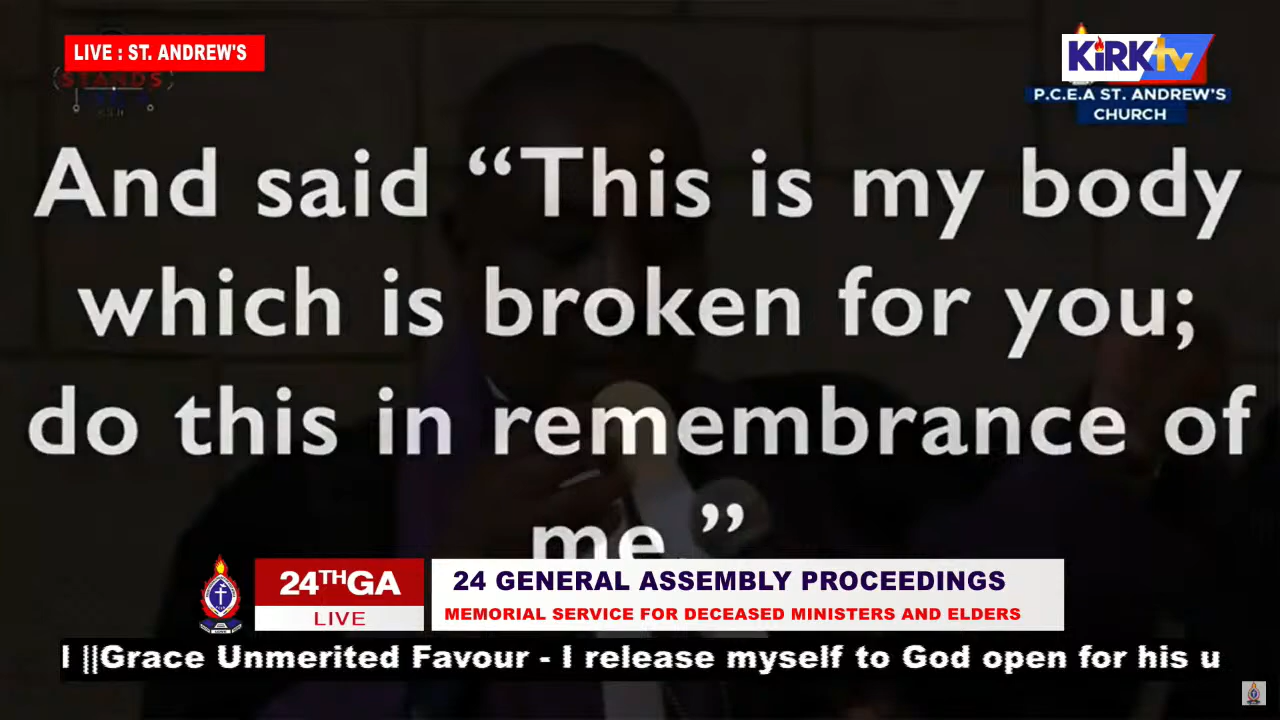 LIVE : ST. ANDREW'S
STANDS
KiRKtv
P.C.E.A ST. ANDREW'S
CHURCH
And said “This is my body
which is broken for you;
do this in remembrance of
me.”
24THGA
LIVE
24 GENERAL ASSEMBLY PROCEEDINGS
MEMORIAL SERVICE FOR DECEASED MINISTERS AND ELDERS
||Grace Unmerited Favour - I release myself to God open for his u